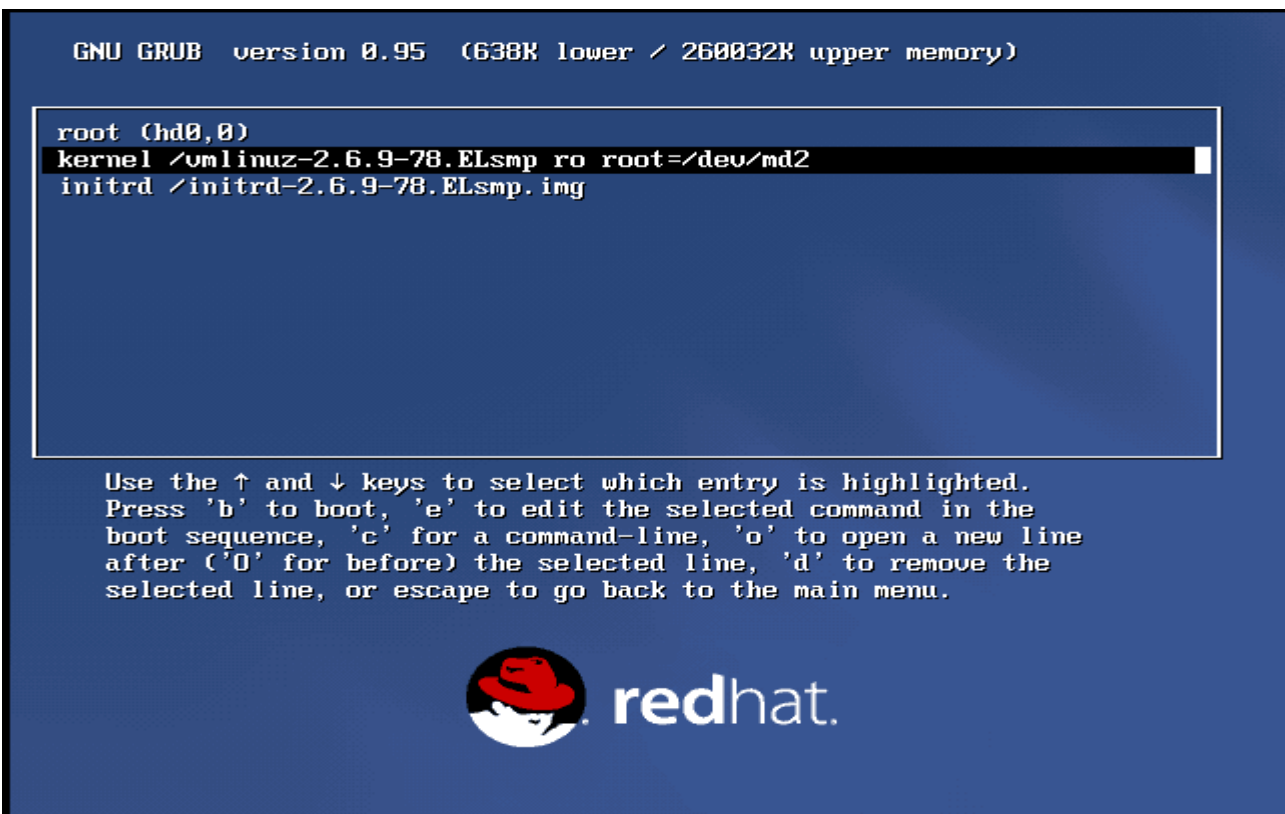 GNU GRUB  version 0.95  (638K lower / 260032K upper memory)
root (hd0,0)
kernel /vmlinuz-2.6.9-78.ELsmp ro root=/dev/md2
initrd /initrd-2.6.9-78.ELsmp.img
Use the ↑ and ↓ keys to select which entry is highlighted.
Press 'b' to boot, 'e' to edit the selected command in the
boot sequence, 'c' for a command-line, 'o' to open a new line
after ('O' for before) the selected line, 'd' to remove the
selected line, or escape to go back to the main menu.
redhat.